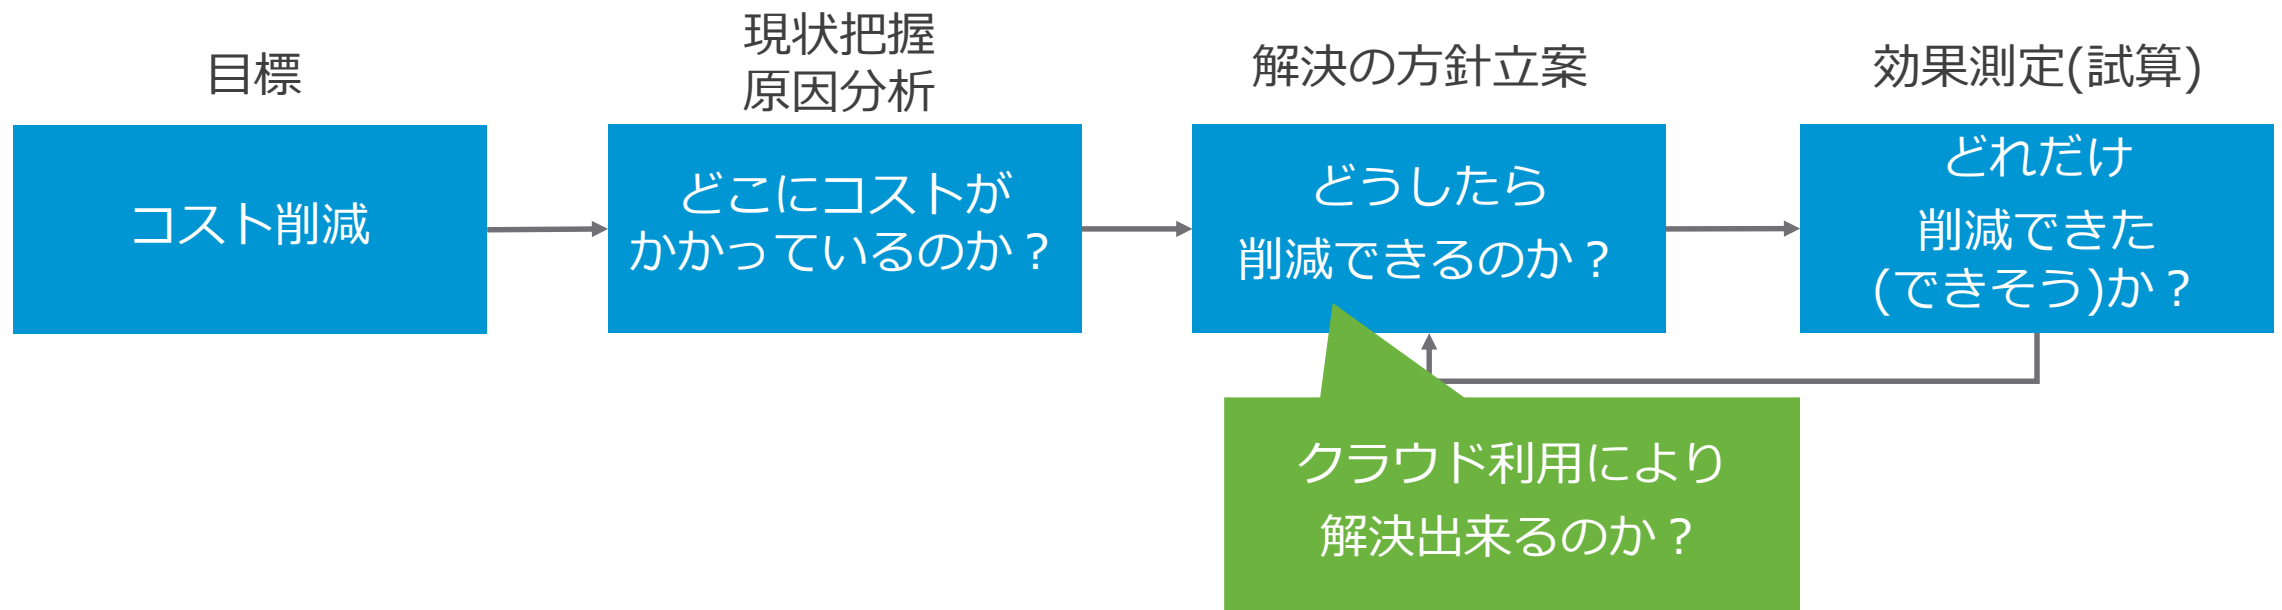 目標
コスト削減
現状把握
原因分析
どこにコストが
かかっているのか？
解決の方針立案
どうしたら
削減できるのか？
効果測定(試算)
どれだけ
削減できた
(できそう)か？
クラウド利用により
解決出来るのか？